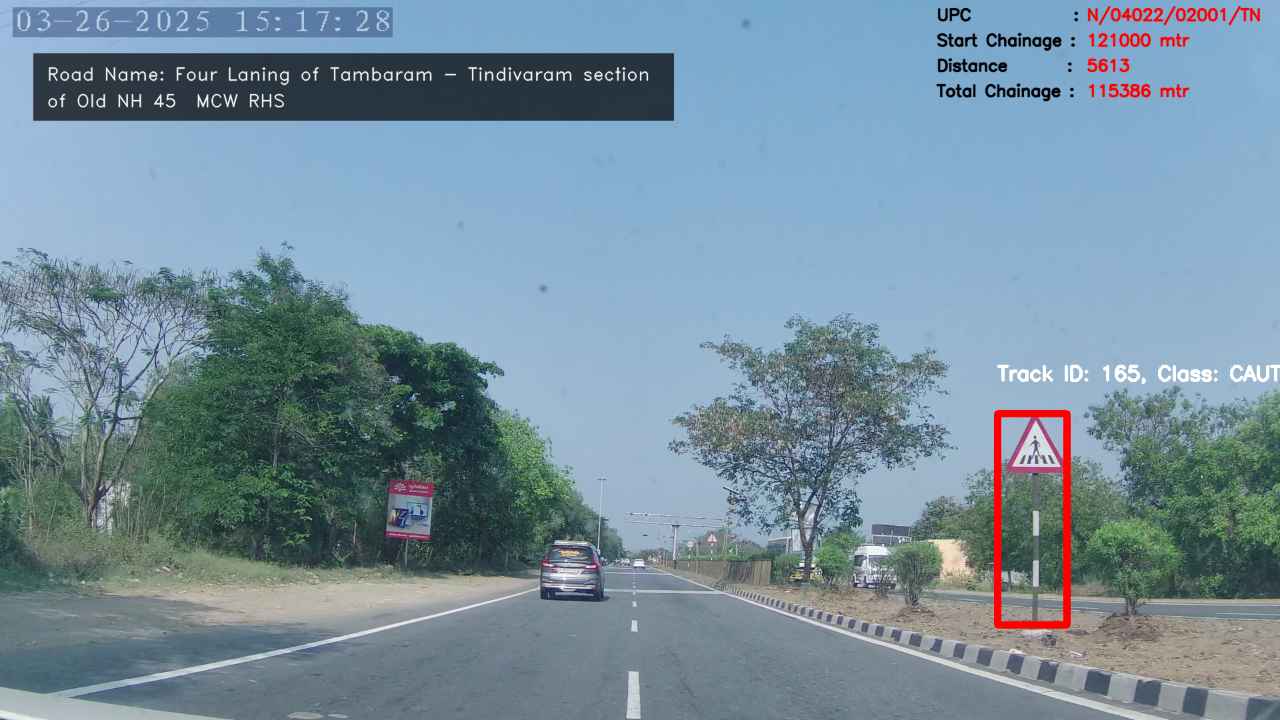 03-26-2025 15:17:28
Road Name: Four Laning of Tambaram - Tindivaram section
of Old NH 45 MCW RHS
UPC : N/04022/02001/TN
Start Chainage : 121000 mtr
Distance : 5613
Total Chainage : 115386 mtr
Track ID: 165, Class: CAUT